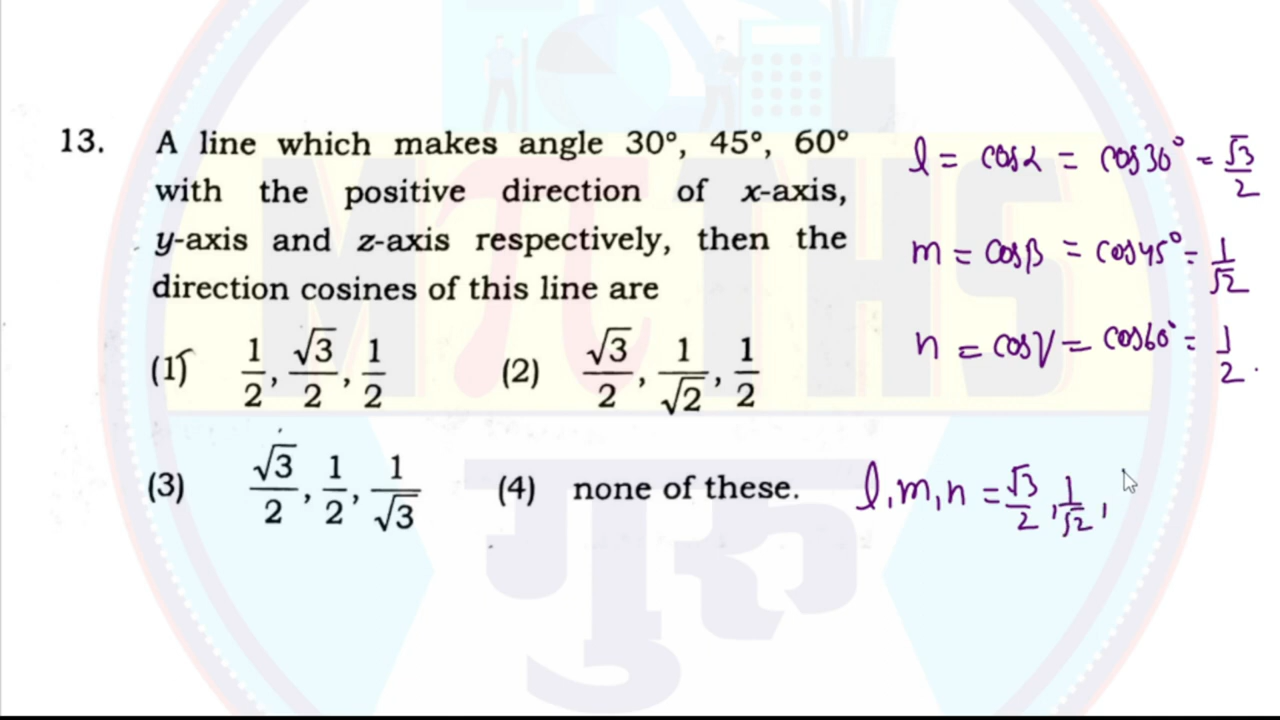 13. A line which makes angle 30°, 45°, 60°
with the positive direction of x-axis,
y-axis and z-axis respectively, then the
direction cosines of this line are
(1) 1/2, √3/2, 1/2 (2) √3/2, 1/√2, 1/2
(3) √3/2, 1/2, 1/√3 (4) none of these.
l = cosα = cos30° = √3/2
m = cosβ = cos45° = 1/√2
n = cosγ = cos60° = 1/2.
l, m, n = √3/2, 1/√2,
MATHS
गुरु